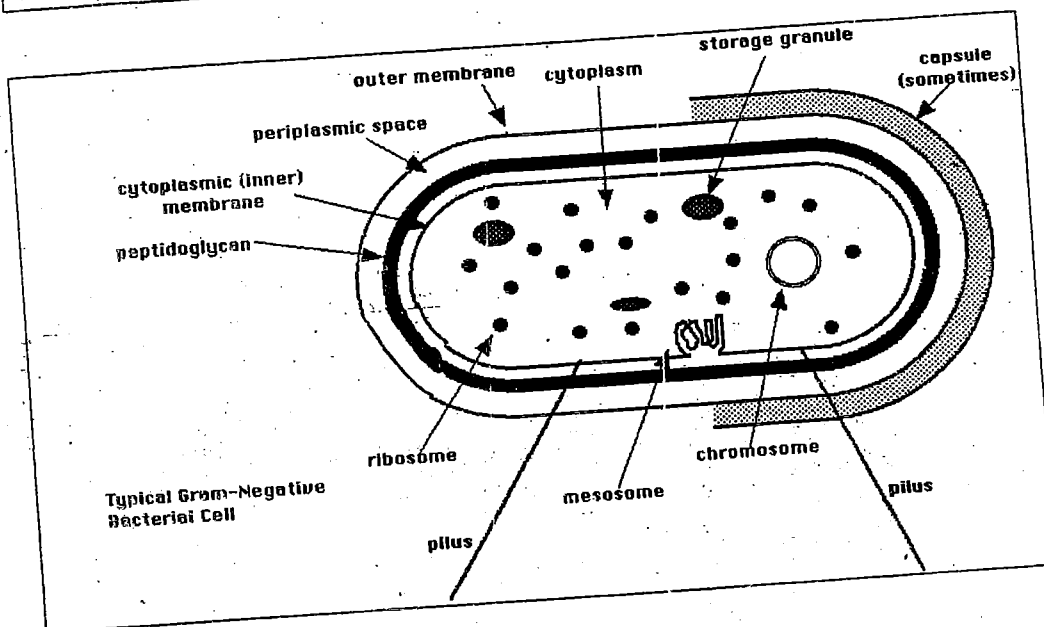 storage granule
capsule
(sometimes)
outer membrane
cytoplasm
periplasmic space
cytoplasmic (inner)
membrane
peptidoglycan
ribosome
mesosome
chromosome
pilus
pilus
Typical Gram-Negative
Bacterial Cell